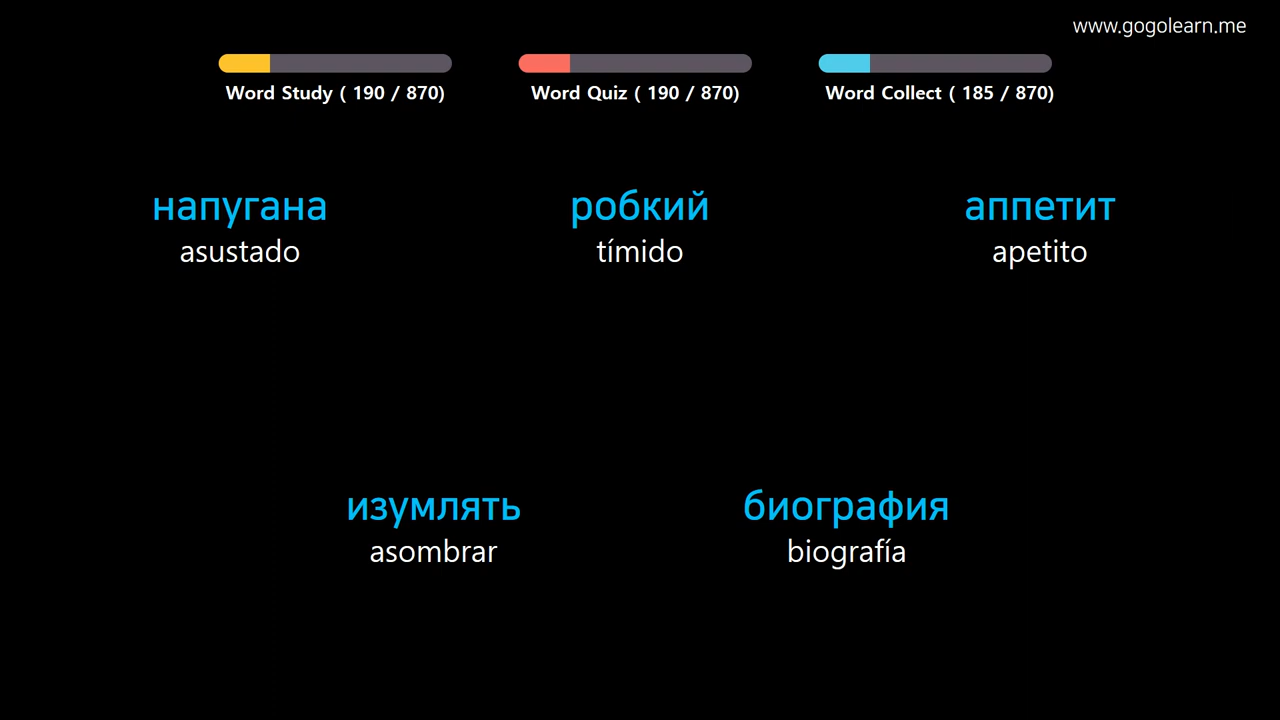 www.gogolearn.me
Word Study ( 190 / 870)
Word Quiz ( 190 / 870)
Word Collect ( 185 / 870)
напугана
asustado
робкий
tímido
аппетит
apetito
изумлять
asombrar
биография
biografía